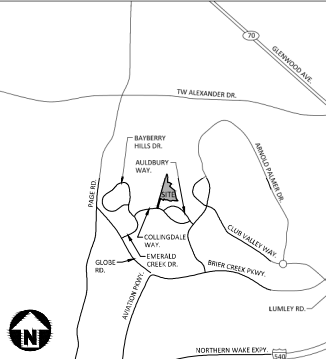 70
GLENWOOD AVE.
TW ALEXANDER DR.
BAYBERRY
HILLS DR.
AULDBURY
WAY.
ARNOLD PALMER DR.
PAGE RD.
SITE
CLUB VALLEY WAY.
COLLINGDALE
WAY.
EMERALD
CREEK DR.
GLOBE
RD.
BRIER CREEK PKWY.
AVIATION PKWY.
LUMLEY RD.
N
NORTHERN WAKE EXPY.
540